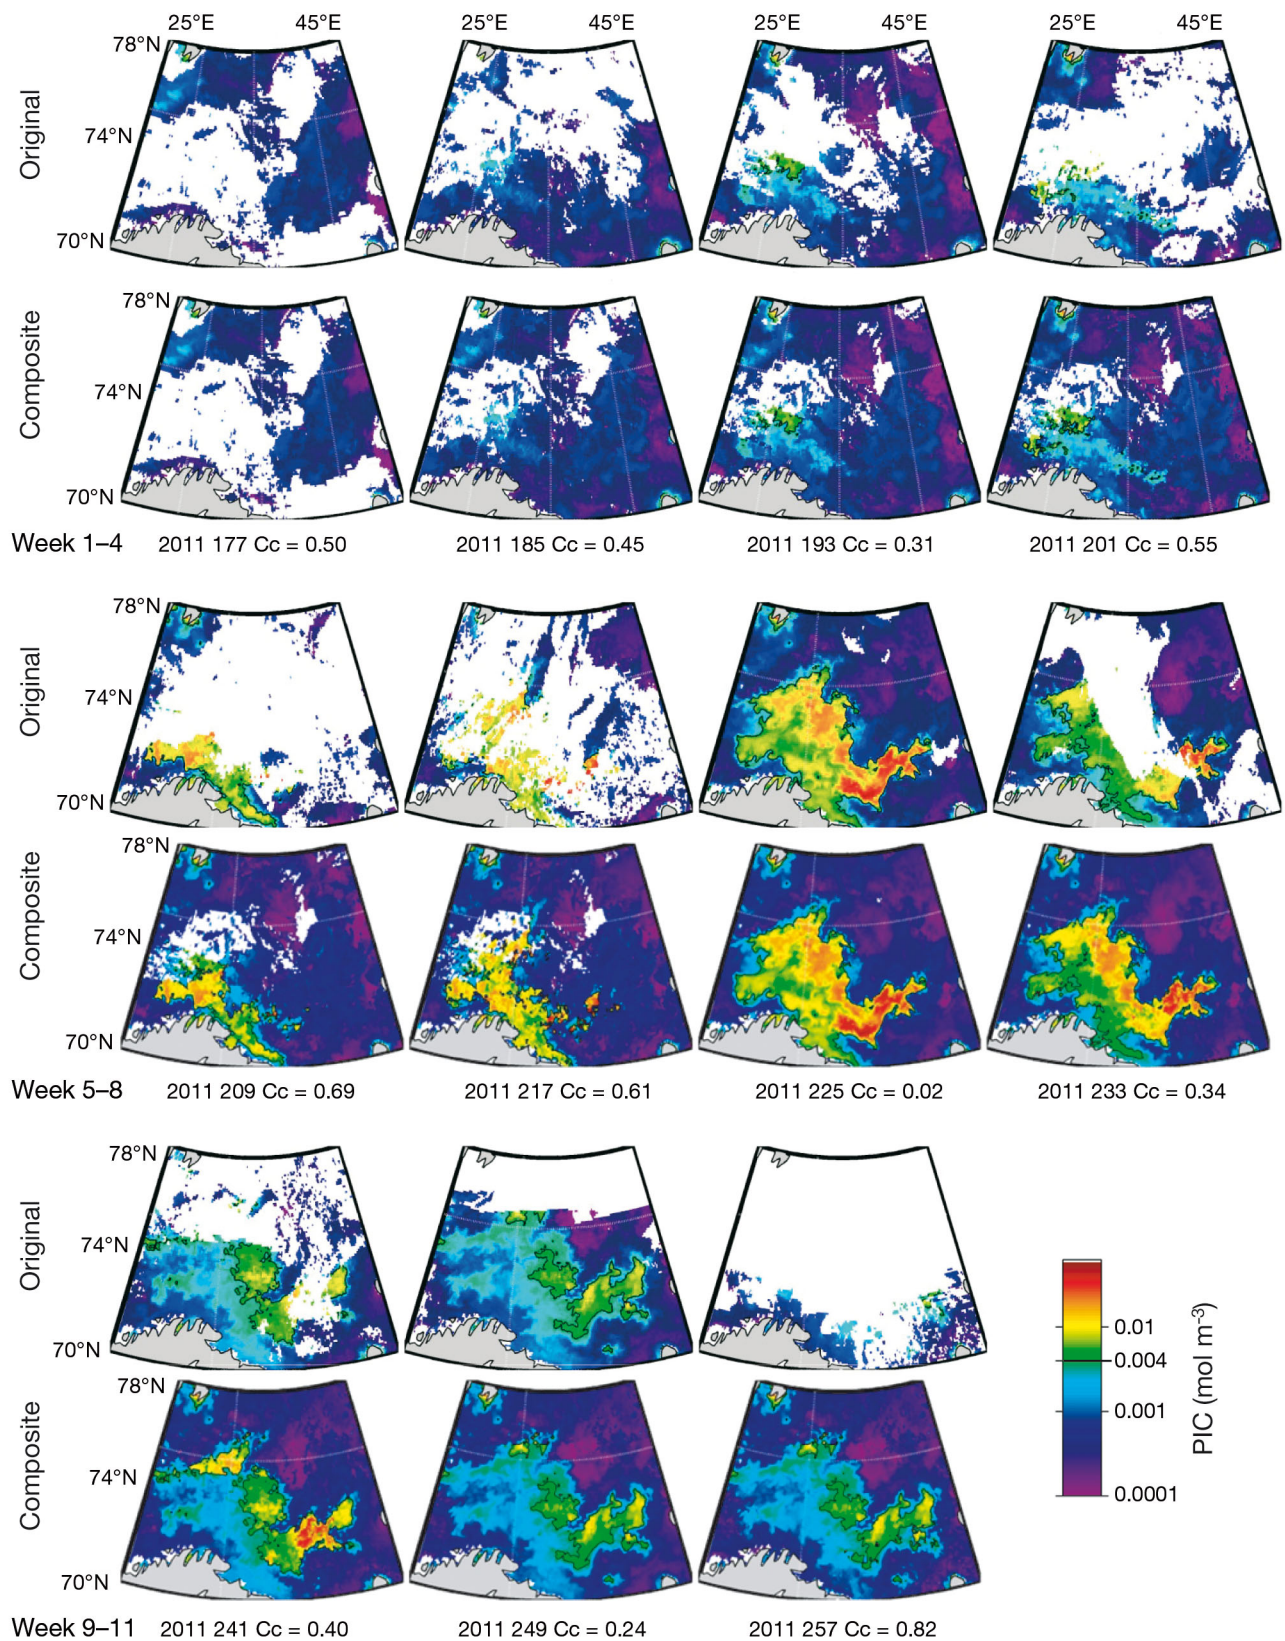 25°E 45°E 25°E 45°E 25°E 45°E 25°E 45°E
78°N
Original
74°N
70°N
78°N
Composite
74°N
70°N
Week 1–4 2011 177 Cc = 0.50 2011 185 Cc = 0.45 2011 193 Cc = 0.31 2011 201 Cc = 0.55
78°N
Original
74°N
70°N
78°N
Composite
74°N
70°N
Week 5–8 2011 209 Cc = 0.69 2011 217 Cc = 0.61 2011 225 Cc = 0.02 2011 233 Cc = 0.34
78°N
Original
74°N
70°N
78°N
Composite
74°N
70°N
Week 9–11 2011 241 Cc = 0.40 2011 249 Cc = 0.24 2011 257 Cc = 0.82
0.01
0.004
0.001
0.0001
PIC (mol m⁻³)